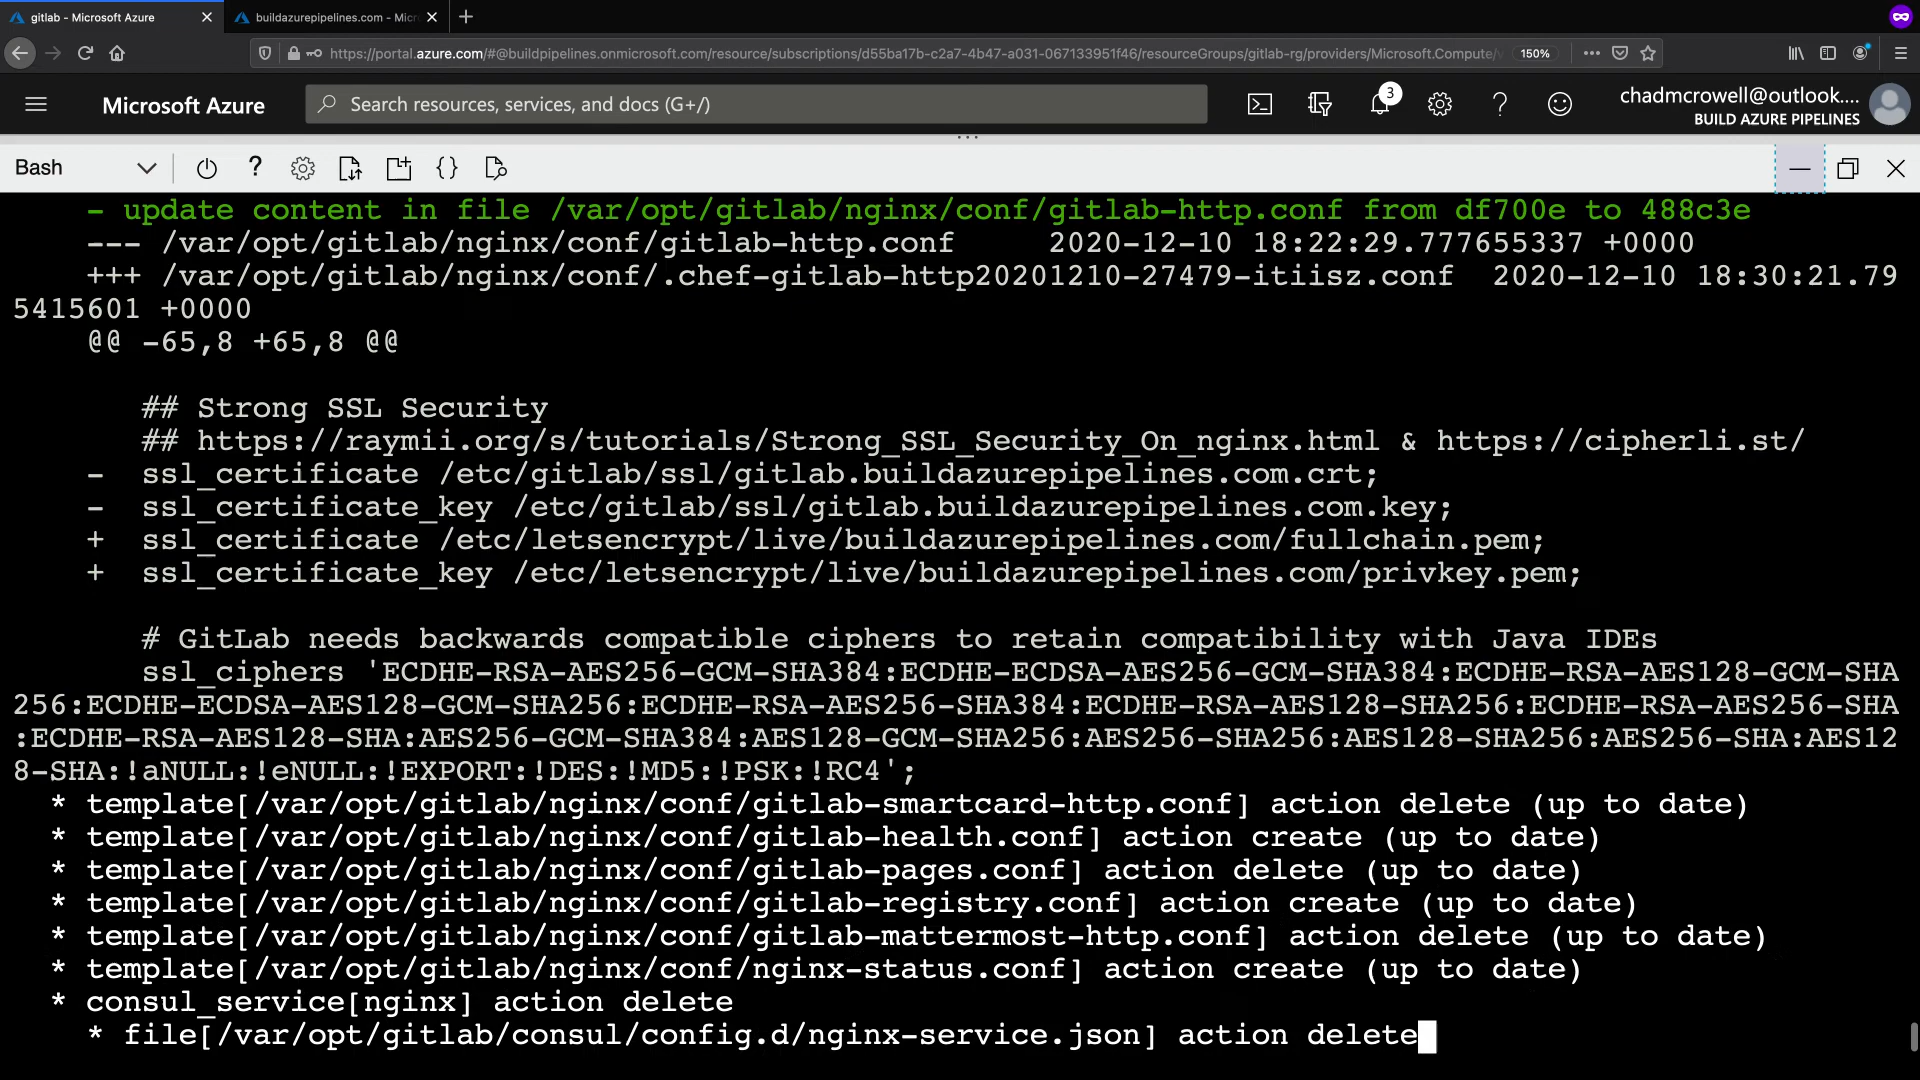 gitlab - Microsoft Azure
buildazurepipelines.com - Micr
https://portal.azure.com/#@buildpipelines.onmicrosoft.com/resource/subscriptions/d55ba17b-c2a7-4b47-a031-067133951f46/resourceGroups/gitlab-rg/providers/Microsoft.Compute/
150%
Microsoft Azure
Search resources, services, and docs (G+/)
3
chadmcrowell@outlook....
BUILD AZURE PIPELINES
Bash
- update content in file /var/opt/gitlab/nginx/conf/gitlab-http.conf from df700e to 488c3e
--- /var/opt/gitlab/nginx/conf/gitlab-http.conf     2020-12-10 18:22:29.777655337 +0000
+++ /var/opt/gitlab/nginx/conf/.chef-gitlab-http20201210-27479-itiisz.conf  2020-12-10 18:30:21.79
5415601 +0000
@@ -65,8 +65,8 @@
## Strong SSL Security
## https://raymii.org/s/tutorials/Strong_SSL_Security_On_nginx.html & https://cipherli.st/
-  ssl_certificate /etc/gitlab/ssl/gitlab.buildazurepipelines.com.crt;
-  ssl_certificate_key /etc/gitlab/ssl/gitlab.buildazurepipelines.com.key;
+  ssl_certificate /etc/letsencrypt/live/buildazurepipelines.com/fullchain.pem;
+  ssl_certificate_key /etc/letsencrypt/live/buildazurepipelines.com/privkey.pem;
# GitLab needs backwards compatible ciphers to retain compatibility with Java IDEs
ssl_ciphers 'ECDHE-RSA-AES256-GCM-SHA384:ECDHE-ECDSA-AES256-GCM-SHA384:ECDHE-RSA-AES128-GCM-SHA
256:ECDHE-ECDSA-AES128-GCM-SHA256:ECDHE-RSA-AES256-SHA384:ECDHE-RSA-AES128-SHA256:ECDHE-RSA-AES256-SHA
:ECDHE-RSA-AES128-SHA:AES256-GCM-SHA384:AES128-GCM-SHA256:AES256-SHA256:AES128-SHA256:AES256-SHA:AES12
8-SHA:!aNULL:!eNULL:!EXPORT:!DES:!MD5:!PSK:!RC4';
* template[/var/opt/gitlab/nginx/conf/gitlab-smartcard-http.conf] action delete (up to date)
* template[/var/opt/gitlab/nginx/conf/gitlab-health.conf] action create (up to date)
* template[/var/opt/gitlab/nginx/conf/gitlab-pages.conf] action delete (up to date)
* template[/var/opt/gitlab/nginx/conf/gitlab-registry.conf] action create (up to date)
* template[/var/opt/gitlab/nginx/conf/gitlab-mattermost-http.conf] action delete (up to date)
* template[/var/opt/gitlab/nginx/conf/nginx-status.conf] action create (up to date)
* consul_service[nginx] action delete
* file[/var/opt/gitlab/consul/config.d/nginx-service.json] action delete